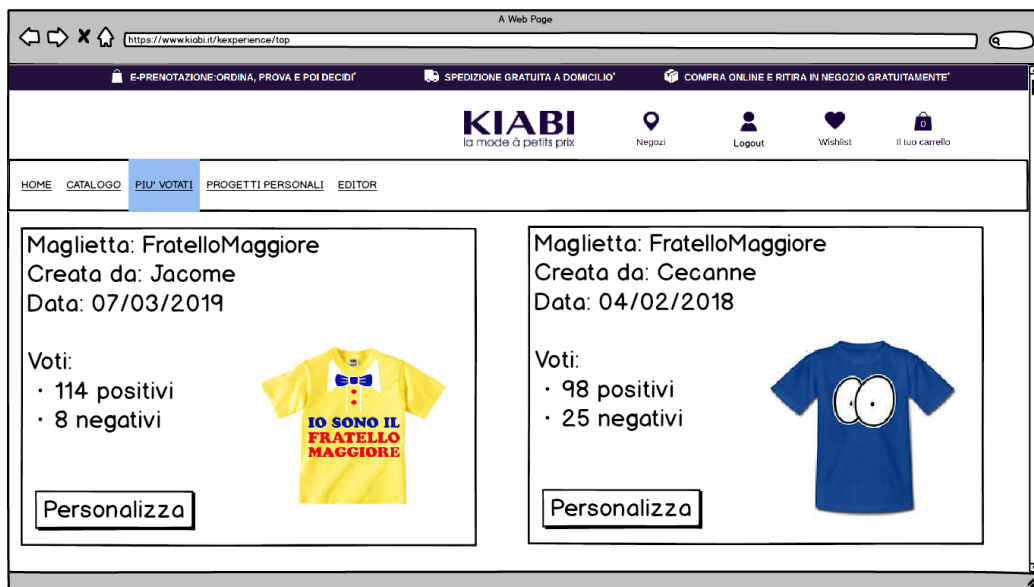 A Web Page
https://www.kiabi.it/kexperience/top
E-PRENOTAZIONE:ORDINA, PROVA E POI DECIDI*
SPEDIZIONE GRATUITA A DOMICILIO*
COMPRA ONLINE E RITIRA IN NEGOZIO GRATUITAMENTE*
KIABI
la mode à petits prix
Negozi
Logout
Wishlist
0
Il tuo carrello
HOME CATALOGO PIU' VOTATI PROGETTI PERSONALI EDITOR
Maglietta: FratelloMaggiore
Creata da: Jacome
Data: 07/03/2019
Voti:
· 114 positivi
· 8 negativi
IO SONO IL
FRATELLO
MAGGIORE
Personalizza
Maglietta: FratelloMaggiore
Creata da: Cecanne
Data: 04/02/2018
Voti:
· 98 positivi
· 25 negativi
Personalizza